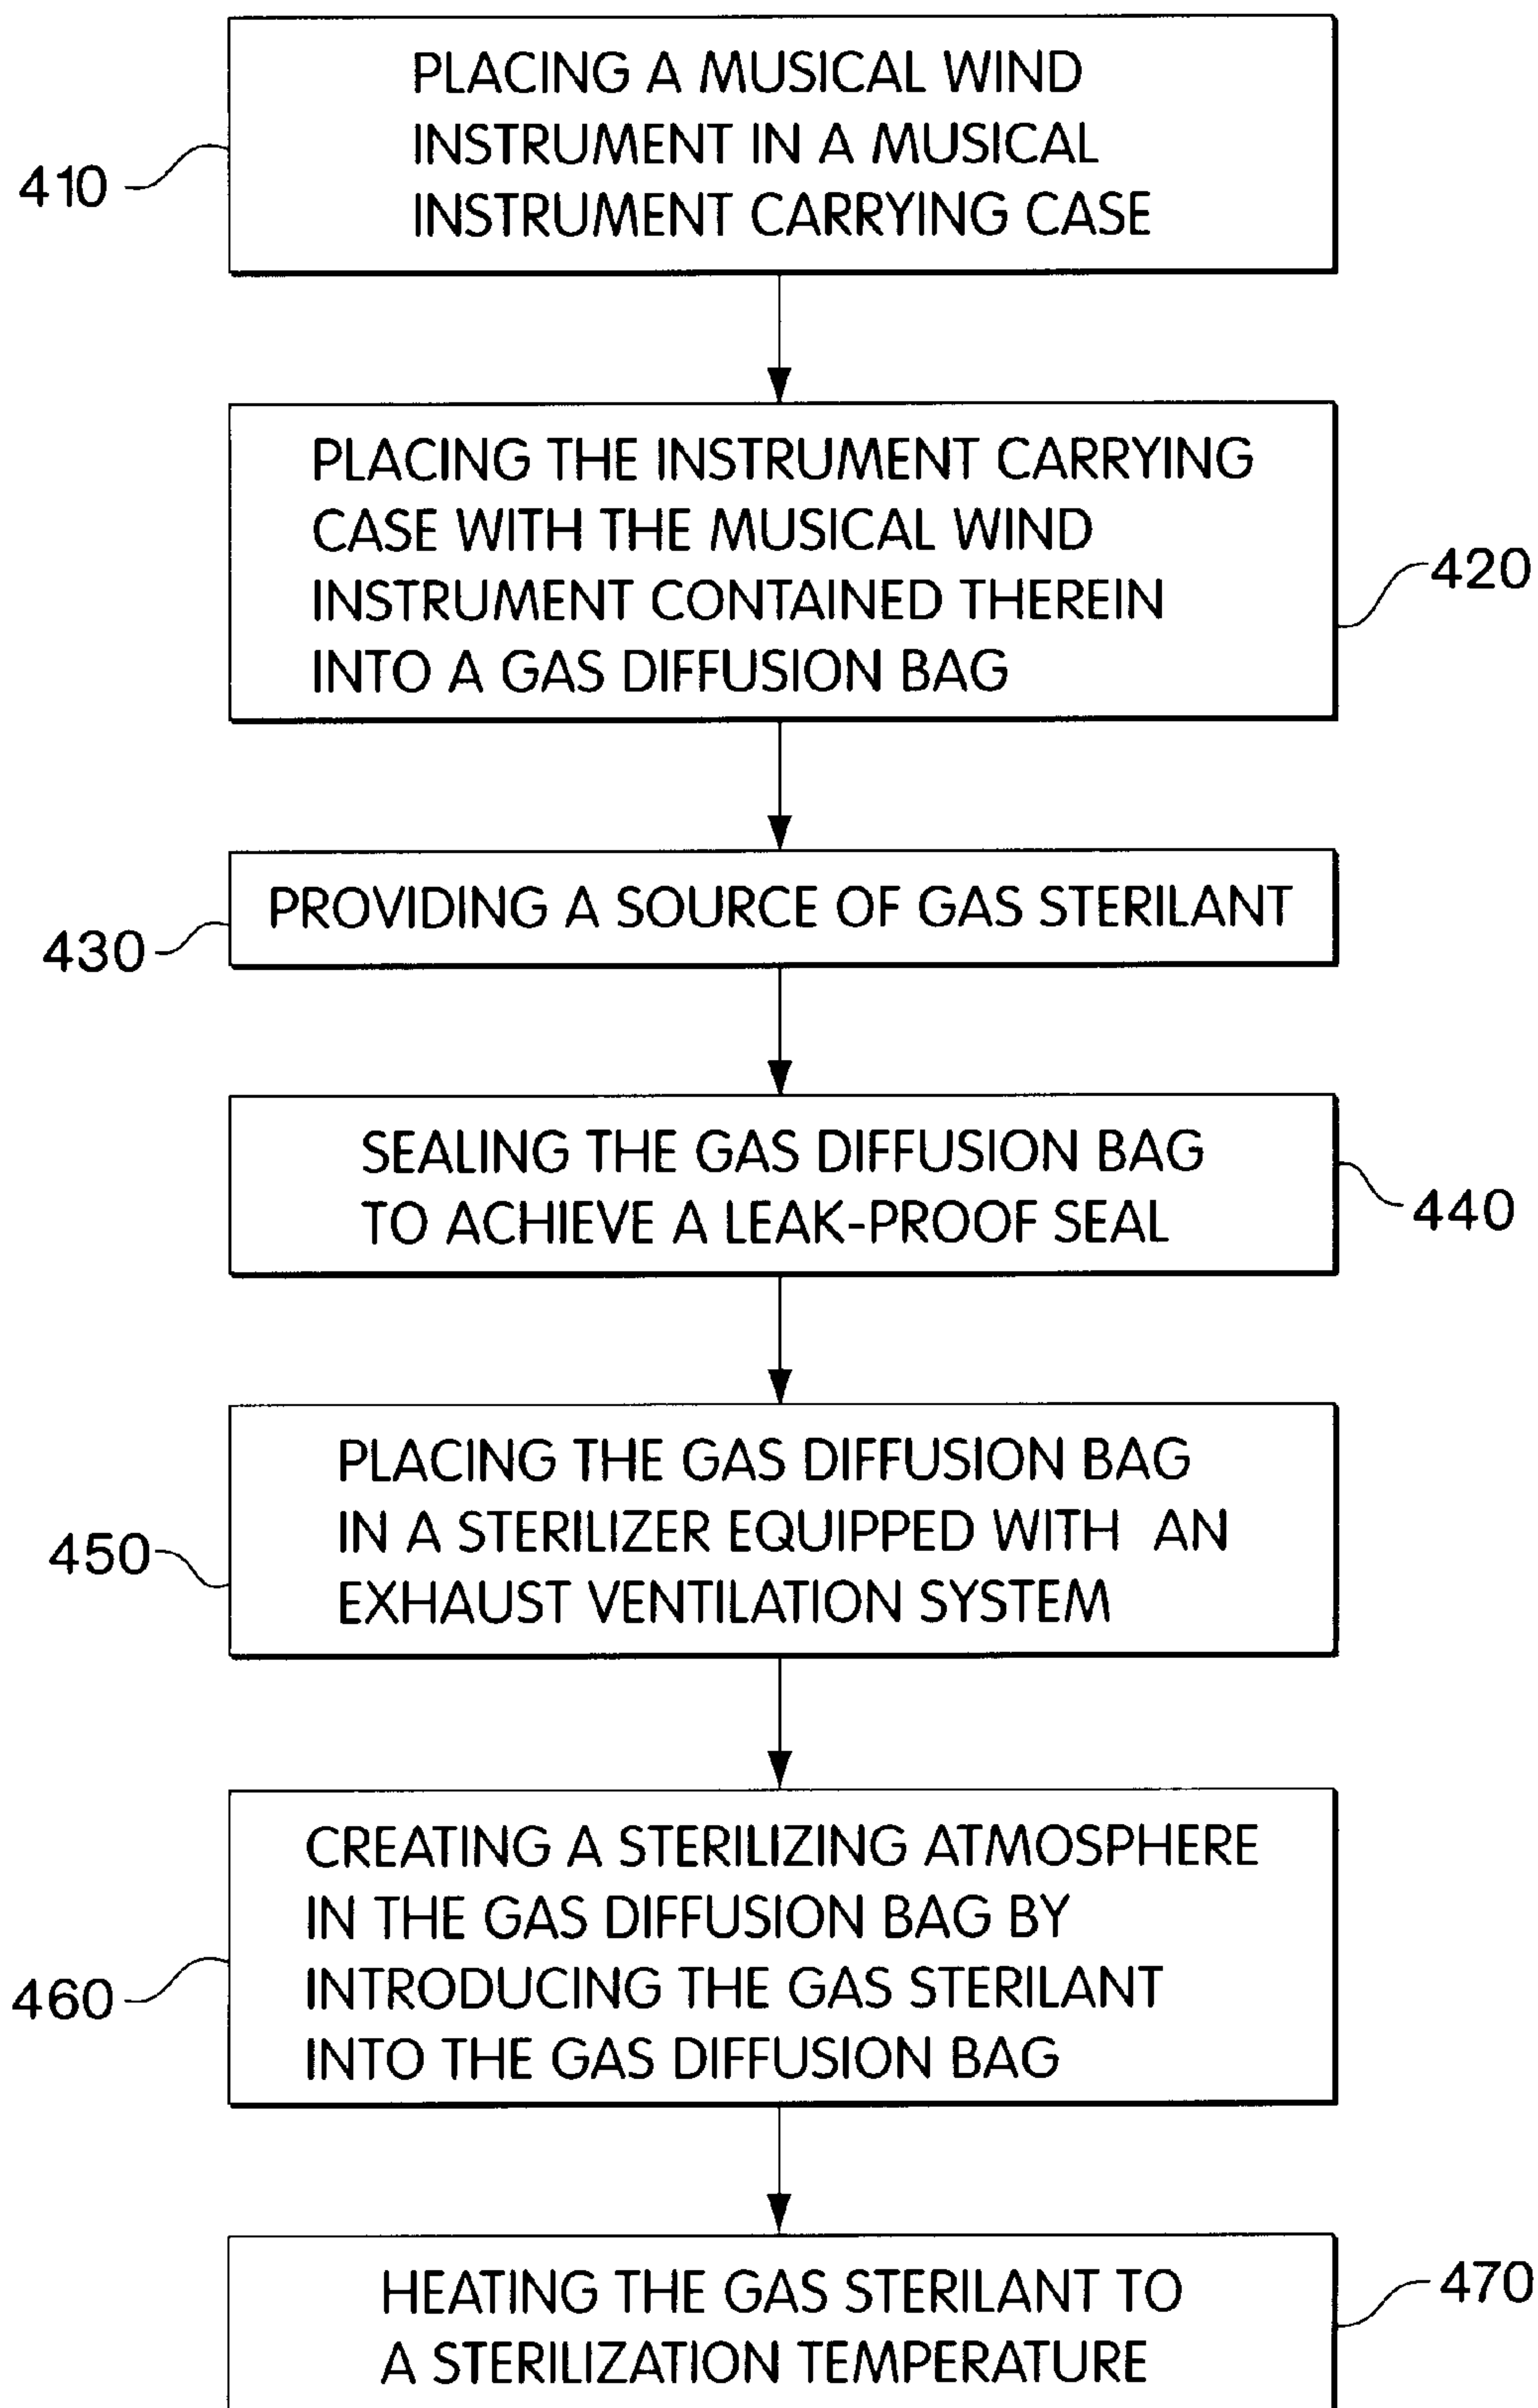 PLACING A MUSICAL WIND
INSTRUMENT IN A MUSICAL
INSTRUMENT CARRYING CASE
410
PLACING THE INSTRUMENT CARRYING
CASE WITH THE MUSICAL WIND
INSTRUMENT CONTAINED THEREIN
INTO A GAS DIFFUSION BAG
420
PROVIDING A SOURCE OF GAS STERILANT
430
SEALING THE GAS DIFFUSION BAG
TO ACHIEVE A LEAK-PROOF SEAL
440
PLACING THE GAS DIFFUSION BAG
IN A STERILIZER EQUIPPED WITH AN
EXHAUST VENTILATION SYSTEM
450
CREATING A STERILIZING ATMOSPHERE
IN THE GAS DIFFUSION BAG BY
INTRODUCING THE GAS STERILANT
INTO THE GAS DIFFUSION BAG
460
HEATING THE GAS STERILANT TO
A STERILIZATION TEMPERATURE
470